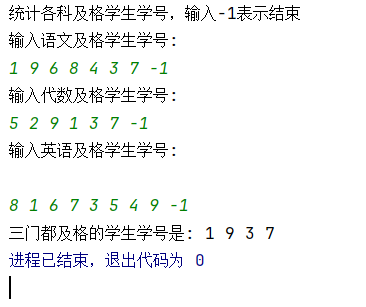 统计各科及格学生学号，输入-1表示结束
输入语文及格学生学号:
1 9 6 8 4 3 7 -1
输入代数及格学生学号:
5 2 9 1 3 7 -1
输入英语及格学生学号:
8 1 6 7 3 5 4 9 -1
三门都及格的学生学号是: 1 9 3 7
进程已结束，退出代码为 0